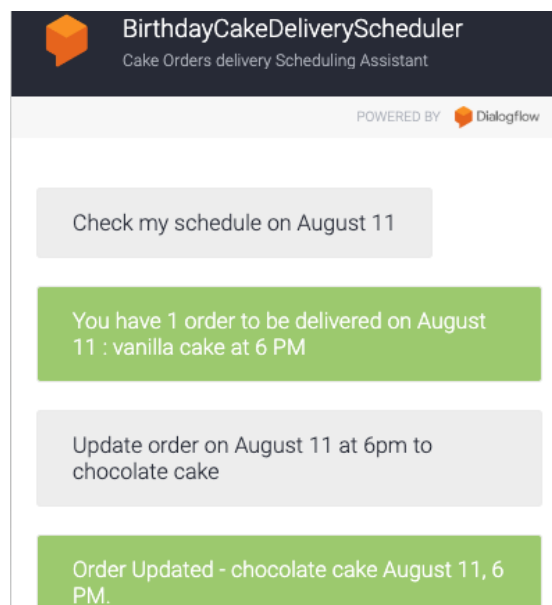 BirthdayCakeDeliveryScheduler
Cake Orders delivery Scheduling Assistant
POWERED BY Dialogflow
Check my schedule on August 11
You have 1 order to be delivered on August
11 : vanilla cake at 6 PM
Update order on August 11 at 6pm to
chocolate cake
Order Updated - chocolate cake August 11, 6
PM.